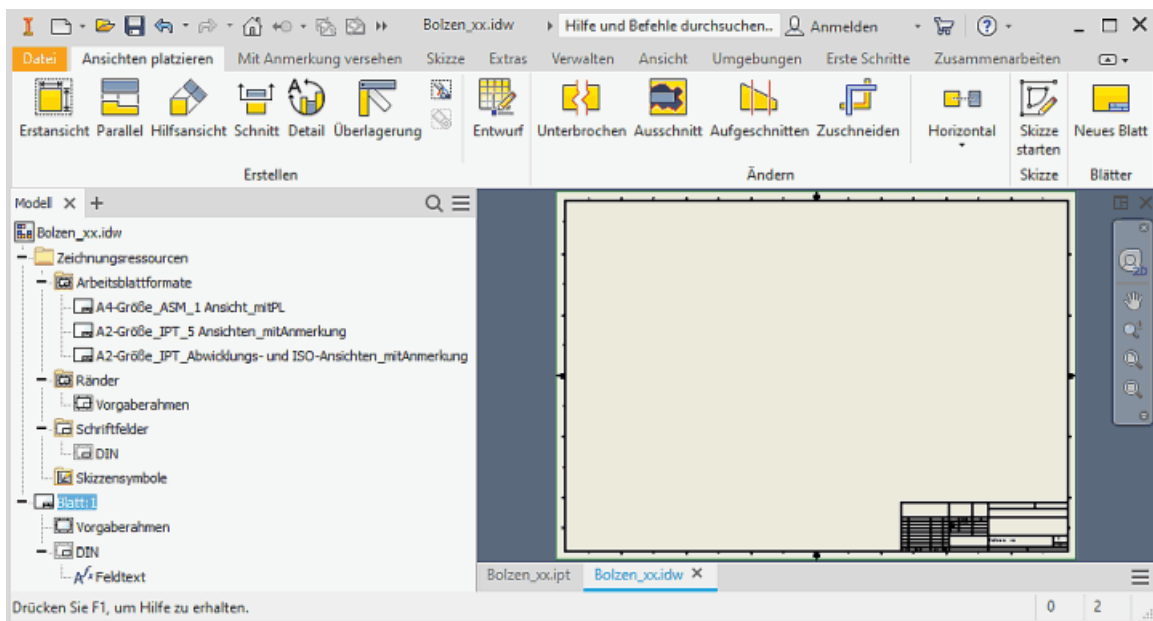 Bolzen_xx.idw Hilfe und Befehle durchsuchen... Anmelden
Datei Ansichten platzieren Mit Anmerkung versehen Skizze Extras Verwalten Ansicht Umgebungen Erste Schritte Zusammenarbeiten
Erstansicht Parallel Hilfsansicht Schnitt Detail Überlagerung Entwurf Unterbrochen Ausschnitt Aufgeschnitten Zuschneiden Horizontal Skizze starten Neues Blatt
Erstellen Ändern Skizze Blätter
Modell
Bolzen_xx.idw
Zeichnungsressourcen
Arbeitsblattformate
A4-Größe_ASM_1 Ansicht_mitPL
A2-Größe_IPT_5 Ansichten_mitAnmerkung
A2-Größe_IPT_Abwicklungs- und ISO-Ansichten_mitAnmerkung
Ränder
Vorgaberahmen
Schriftfelder
DIN
Skizzensymbole
Blatt:1
Vorgaberahmen
DIN
Feldtext
Bolzen_xx.ipt Bolzen_xx.idw
Drücken Sie F1, um Hilfe zu erhalten. 0 2